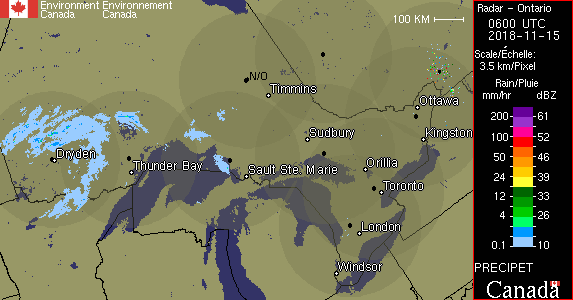 Environment Environnement
Canada Canada
100 KM
N/O
Timmins
Ottawa
Sudbury
Kingston
Dryden
Thunder Bay
Sault Ste. Marie
Orillia
Toronto
London
Windsor
Radar - Ontario
0600 UTC
2018-11-15
Scale/Échelle:
3.5 km/Pixel
Rain/Pluie
mm/hr dBZ
200 61
100 52
50 46
24 39
12 33
4 26
1 20
0.1 10
PRECIPET
Canada